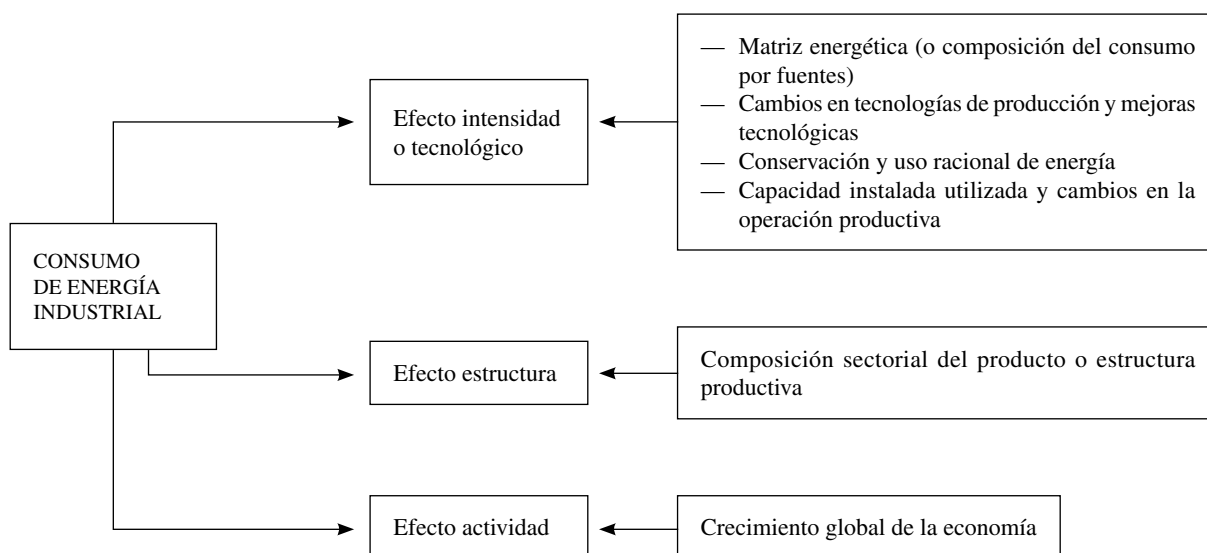 — Matriz energética (o composición del consumo
por fuentes)
— Cambios en tecnologías de producción y mejoras
tecnológicas
— Conservación y uso racional de energía
— Capacidad instalada utilizada y cambios en la
operación productiva
Efecto intensidad
o tecnológico
CONSUMO
DE ENERGÍA
INDUSTRIAL
Efecto estructura
Composición sectorial del producto o estructura
productiva
Efecto actividad
Crecimiento global de la economía